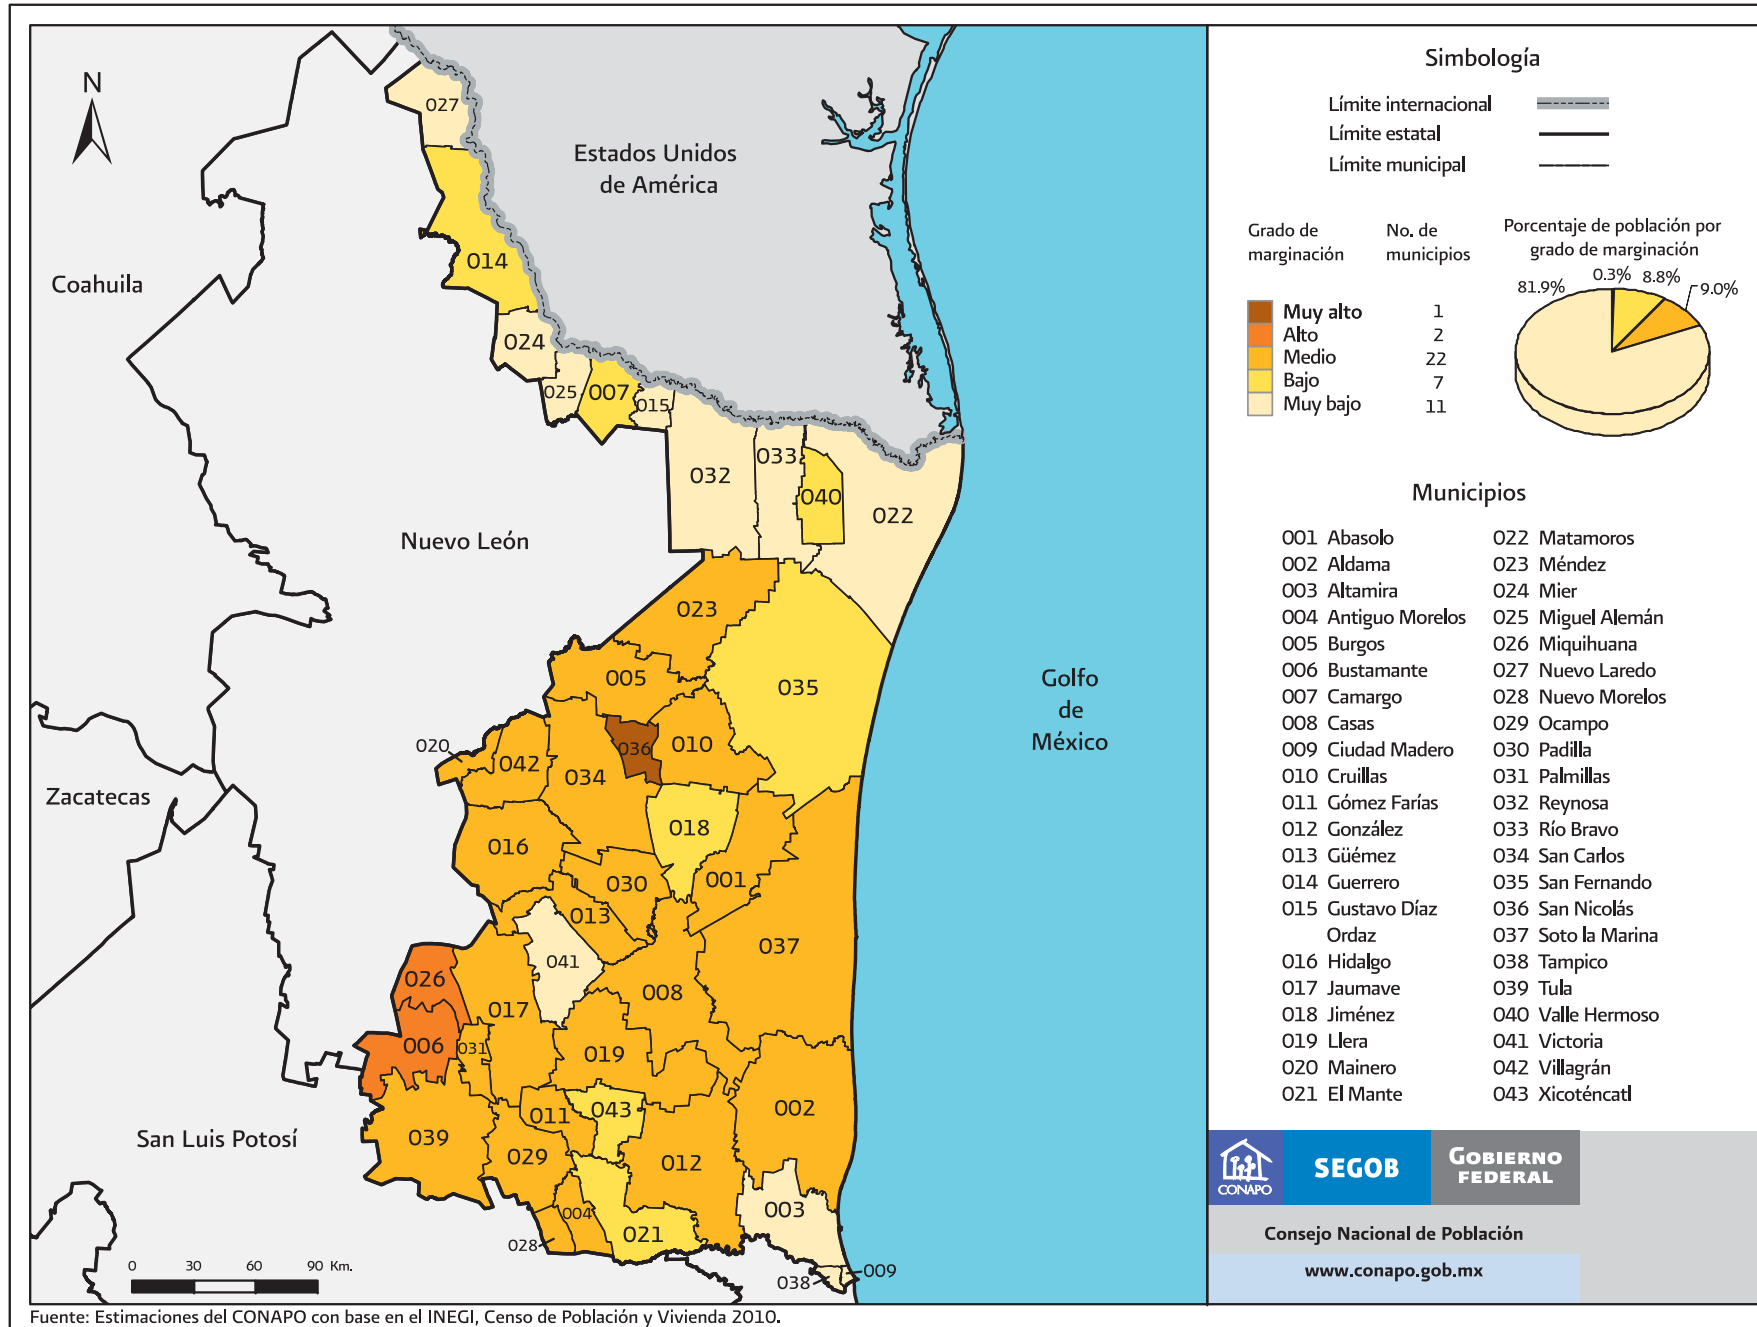 N
Estados Unidos
de América
Coahuila
Nuevo León
Zacatecas
San Luis Potosí
Golfo
de
México
027
014
024
025
007
015
032
033
040
022
023
005
035
036
010
020
042
034
018
016
030
001
013
037
041
026
017
008
006
031
019
011
043
002
039
029
012
004
003
028
021
038
009
0 30 60 90 Km.
Simbología
Límite internacional
Límite estatal
Límite municipal
Grado de
marginación
No. de
municipios
Muy alto 1
Alto 2
Medio 22
Bajo 7
Muy bajo 11
Porcentaje de población por
grado de marginación
81.9% 0.3% 8.8% 9.0%
Municipios
001 Abasolo
002 Aldama
003 Altamira
004 Antiguo Morelos
005 Burgos
006 Bustamante
007 Camargo
008 Casas
009 Ciudad Madero
010 Cruillas
011 Gómez Farías
012 González
013 Güémez
014 Guerrero
015 Gustavo Díaz
Ordaz
016 Hidalgo
017 Jaumave
018 Jiménez
019 Llera
020 Mainero
021 El Mante
022 Matamoros
023 Méndez
024 Mier
025 Miguel Alemán
026 Miquihuana
027 Nuevo Laredo
028 Nuevo Morelos
029 Ocampo
030 Padilla
031 Palmillas
032 Reynosa
033 Río Bravo
034 San Carlos
035 San Fernando
036 San Nicolás
037 Soto la Marina
038 Tampico
039 Tula
040 Valle Hermoso
041 Victoria
042 Villagrán
043 Xicoténcatl
CONAPO
SEGOB
GOBIERNO
FEDERAL
Consejo Nacional de Población
www.conapo.gob.mx
Fuente: Estimaciones del CONAPO con base en el INEGI, Censo de Población y Vivienda 2010.